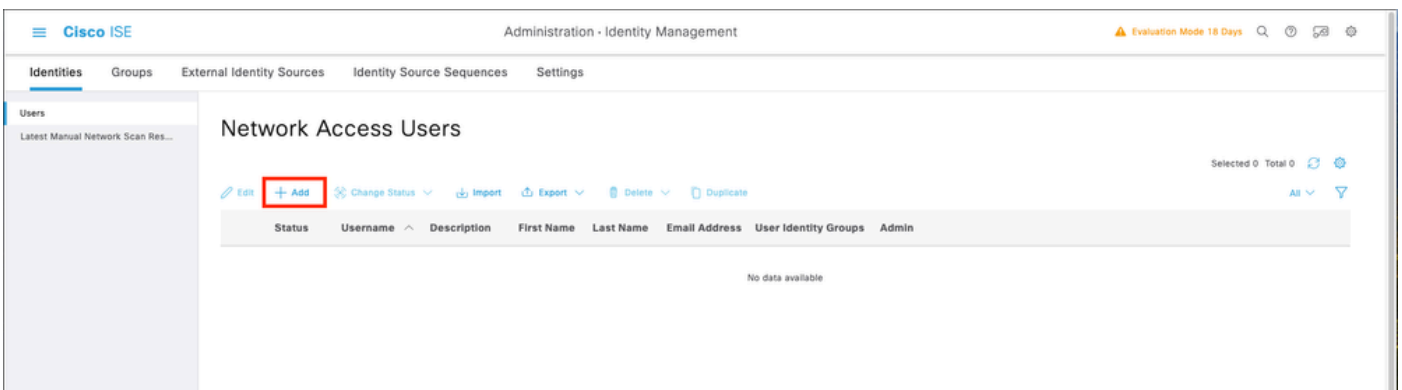 Cisco ISE
Administration · Identity Management
Evaluation Mode 18 Days
Identities Groups External Identity Sources Identity Source Sequences Settings
Users
Latest Manual Network Scan Res...
Network Access Users
Selected 0 Total 0
Edit Add Change Status Import Export Delete Duplicate All
Status Username Description First Name Last Name Email Address User Identity Groups Admin
No data available